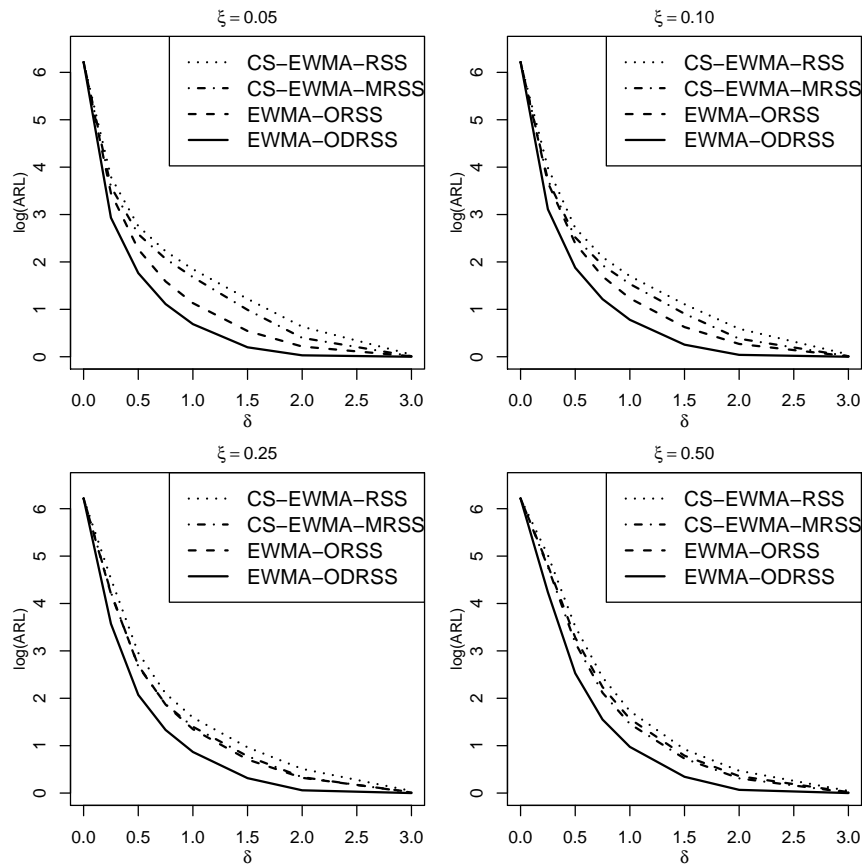 ξ = 0.05
CS−EWMA−RSS
CS−EWMA−MRSS
EWMA−ORSS
EWMA−ODRSS
log(ARL)
6
5
4
3
2
1
0
0.0 0.5 1.0 1.5 2.0 2.5 3.0
δ
ξ = 0.10
CS−EWMA−RSS
CS−EWMA−MRSS
EWMA−ORSS
EWMA−ODRSS
log(ARL)
6
5
4
3
2
1
0
0.0 0.5 1.0 1.5 2.0 2.5 3.0
δ
ξ = 0.25
CS−EWMA−RSS
CS−EWMA−MRSS
EWMA−ORSS
EWMA−ODRSS
log(ARL)
6
5
4
3
2
1
0
0.0 0.5 1.0 1.5 2.0 2.5 3.0
δ
ξ = 0.50
CS−EWMA−RSS
CS−EWMA−MRSS
EWMA−ORSS
EWMA−ODRSS
log(ARL)
6
5
4
3
2
1
0
0.0 0.5 1.0 1.5 2.0 2.5 3.0
δ